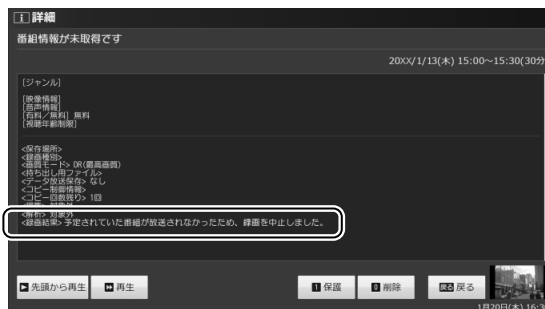 i 詳細
番組情報が未取得です
20XX/1/13(木) 15:00~15:30(30分
[ジャンル]
[映像情報]
[音声情報]
[有料/無料] 無料
[視聴年齢制限]
<保存場所>
<録画種別>
<画質モード> DR(最高画質)
<持ち出し用ファイル>
<データ放送保存> なし
<コピー制御情報>
<コピー回数残り> 1回
<解析> 対象外
<録画結果> 予定されていた番組が放送されなかったため、録画を中止しました。
先頭から再生 再生 1 保護 0 削除 戻る 戻る
1月20日(木) 16:3